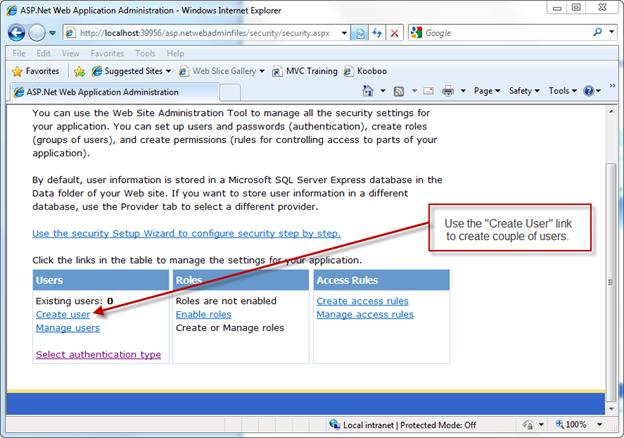 ASP.Net Web Application Administration - Windows Internet Explorer
http://localhost:39956/asp.netwebadminfiles/security/security.aspx
Google
File Edit View Favorites Tools Help
Favorites Suggested Sites Web Slice Gallery MVC Training Kooboo
ASP.Net Web Application Administration
Page Safety Tools
You can use the Web Site Administration Tool to manage all the security settings for
your application. You can set up users and passwords (authentication), create roles
(groups of users), and create permissions (rules for controlling access to parts of your
application).
By default, user information is stored in a Microsoft SQL Server Express database in the
Data folder of your Web site. If you want to store user information in a different
database, use the Provider tab to select a different provider.
Use the "Create User" link
to create couple of users.
Use the security Setup Wizard to configure security step by step.
Click the links in the table to manage the settings for your application.
Users Roles Access Rules
Existing users: 0 Roles are not enabled Create access rules
Create user Enable roles Manage access rules
Manage users Create or Manage roles
Select authentication type
Local intranet | Protected Mode: Off
100%